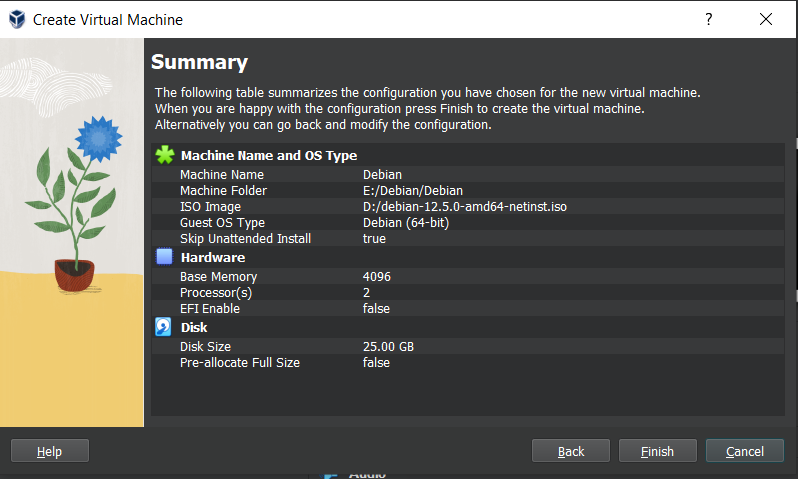 Create Virtual Machine
?
Summary
The following table summarizes the configuration you have chosen for the new virtual machine.
When you are happy with the configuration press Finish to create the virtual machine.
Alternatively you can go back and modify the configuration.
Machine Name and OS Type
Machine Name Debian
Machine Folder E:/Debian/Debian
ISO Image D:/debian-12.5.0-amd64-netinst.iso
Guest OS Type Debian (64-bit)
Skip Unattended Install true
Hardware
Base Memory 4096
Processor(s) 2
EFI Enable false
Disk
Disk Size 25.00 GB
Pre-allocate Full Size false
Help Back Finish Cancel
Audio